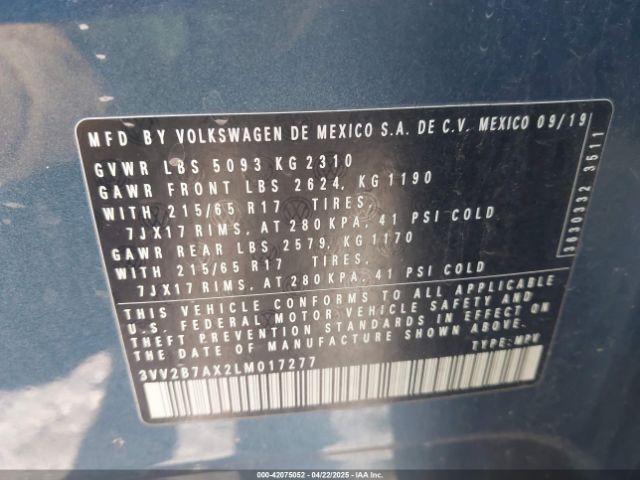 MFD BY VOLKSWAGEN DE MEXICO S.A. DE C.V. MEXICO 09/19
GVWR LBS 5093 KG 2310
GAWR FRONT LBS 2624, KG 1190
WITH 215/65 R17 TIRES,
7JX17 RIMS, AT 280 KPA, 41 PSI COLD
GAWR REAR LBS 2579, KG 1170
WITH 215/65 R17 TIRES,
7JX17 RIMS, AT 280 KPA, 41 PSI COLD
THIS VEHICLE CONFORMS TO ALL APPLICABLE
U.S. FEDERAL MOTOR VEHICLE SAFETY AND
THEFT PREVENTION STANDARDS IN EFFECT ON
THE DATE OF MANUFACTURE SHOWN ABOVE.
3VV2B7AX2LM017277 TYPE: MPV
3630332 3611
000-42075052 - 04/22/2025 - IAAI.com